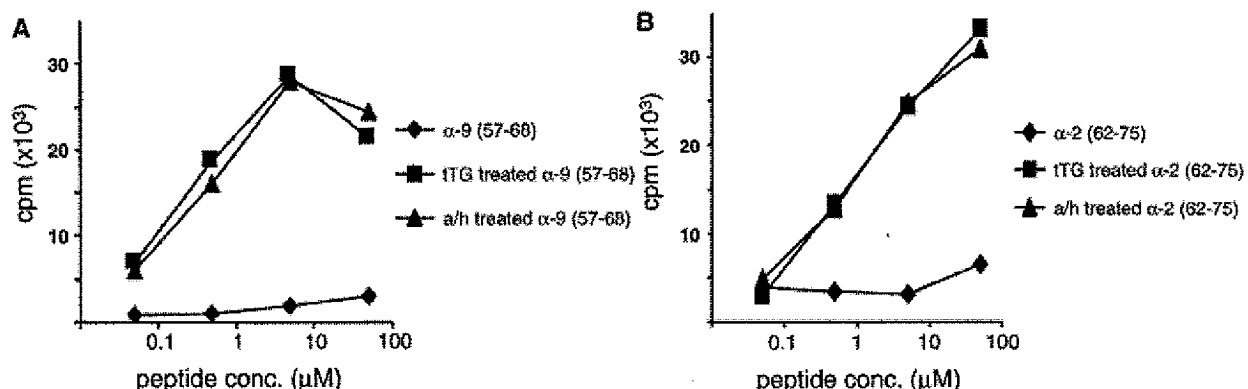 A
cpm (x10³)
30
20
10
0.1 1 10 100
peptide conc. (µM)
α-9 (57-68)
tTG treated α-9 (57-68)
a/h treated α-9 (57-68)
B
cpm (x10³)
30
20
10
0.1 1 10 100
peptide conc. (µM)
α-2 (62-75)
tTG treated α-2 (62-75)
a/h treated α-2 (62-75)